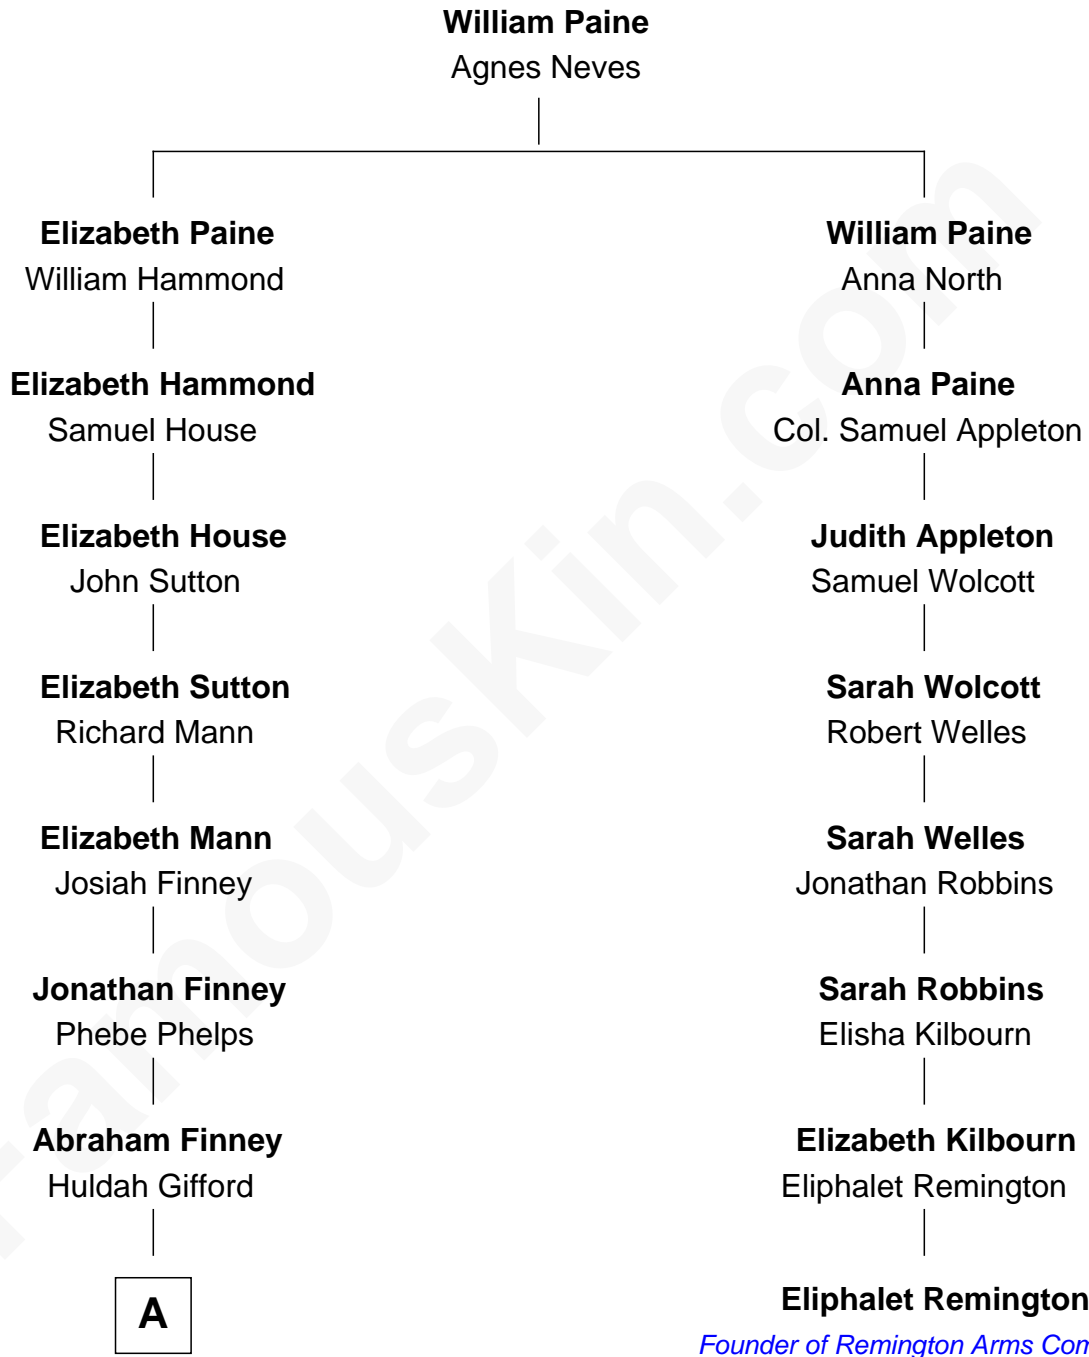 William Paine
Agnes Neves
Elizabeth Paine
William Hammond
William Paine
Anna North
Elizabeth Hammond
Samuel House
Anna Paine
Col. Samuel Appleton
Elizabeth House
John Sutton
Judith Appleton
Samuel Wolcott
Elizabeth Sutton
Richard Mann
Sarah Wolcott
Robert Welles
Elizabeth Mann
Josiah Finney
Sarah Welles
Jonathan Robbins
Jonathan Finney
Phebe Phelps
Sarah Robbins
Elisha Kilbourn
Abraham Finney
Huldah Gifford
Elizabeth Kilbourn
Eliphalet Remington
A
Eliphalet Remington
Founder of Remington Arms
FamousKin.com